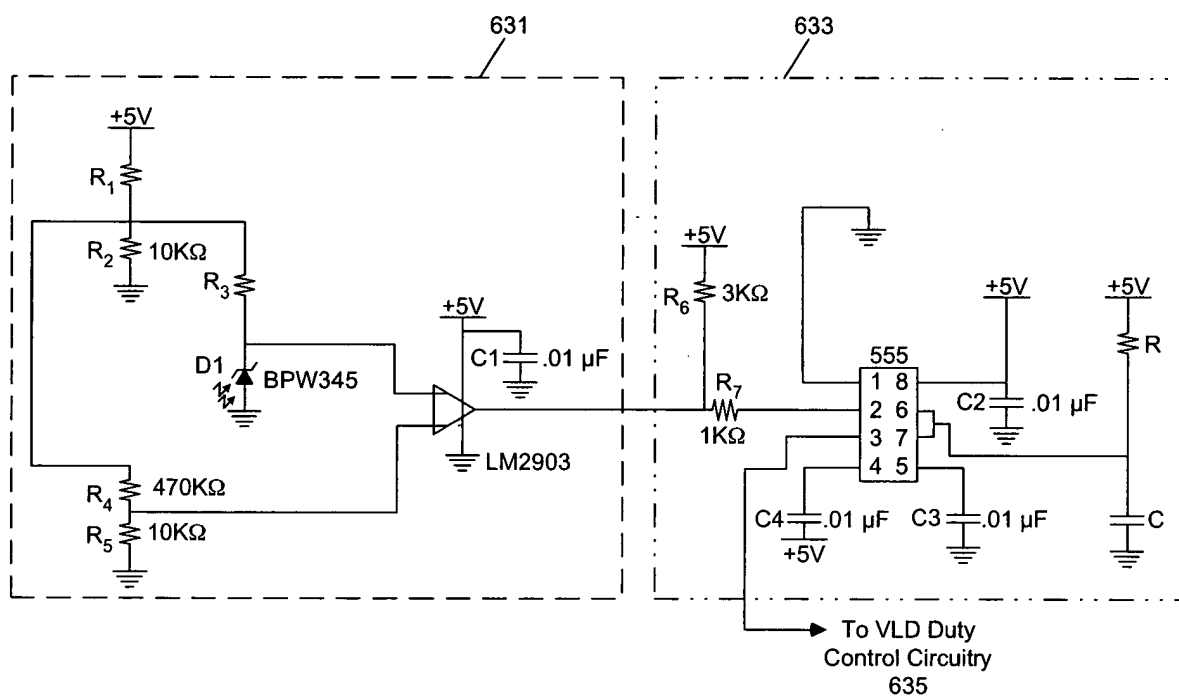 631
633
+5V
R1
R2 10KΩ
R3
+5V
C1 .01 µF
D1
BPW345
LM2903
R4 470KΩ
R5 10KΩ
+5V
R6 3KΩ
R7
1KΩ
555
1 8
2 6
3 7
4 5
+5V
C2 .01 µF
+5V
R
C4 .01 µF
+5V
C3 .01 µF
C
To VLD Duty
Control Circuitry
635